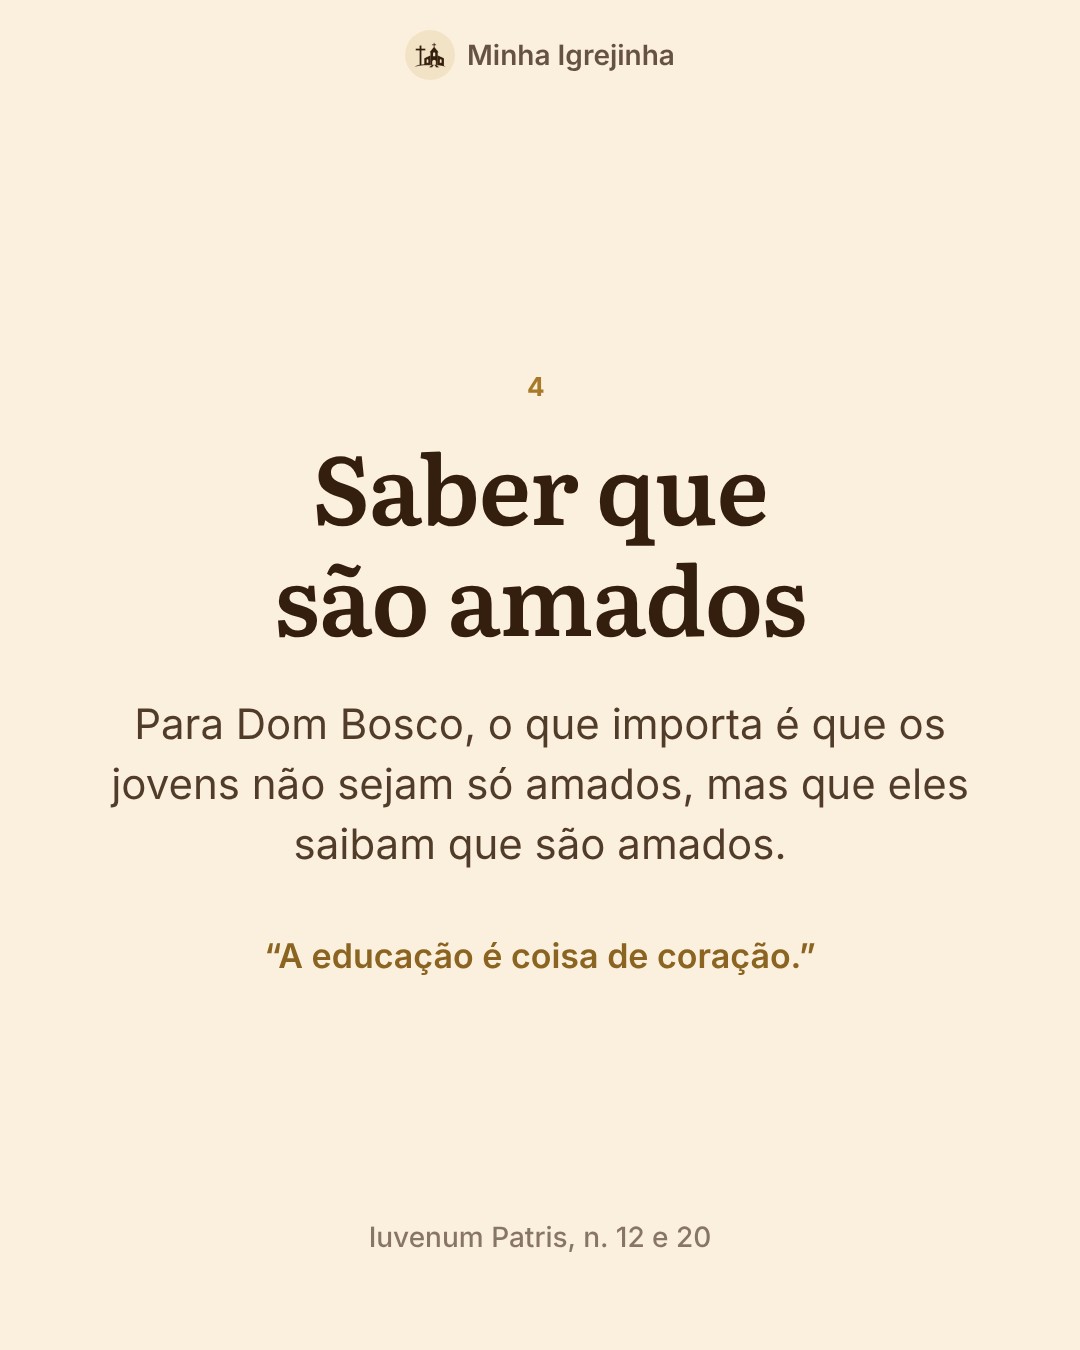 Minha Igrejinha
4
Saber que
são amados
Para Dom Bosco, o que importa é que os
jovens não sejam só amados, mas que eles
saibam que são amados.
“A educação é coisa de coração.”
Iuvenum Patris, n. 12 e 20